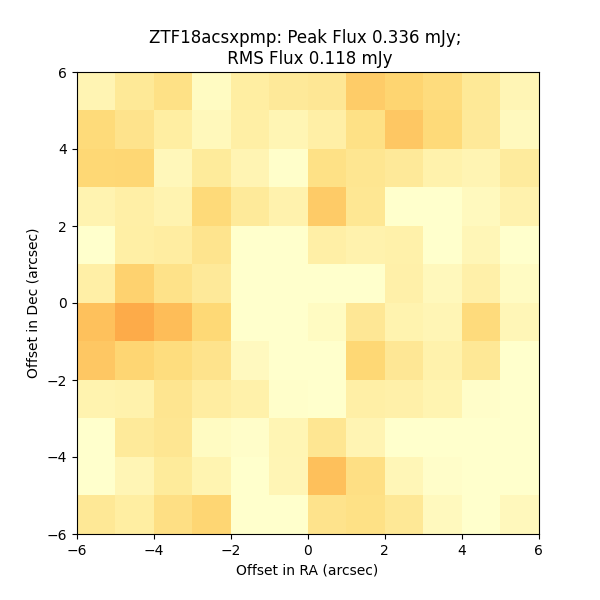 ZTF18acsxpmp: Peak Flux 0.336 mJy;
RMS Flux 0.118 mJy
6
4
2
0
−2
−4
−6
Offset in Dec (arcsec)
−6 −4 −2 0 2 4 6
Offset in RA (arcsec)